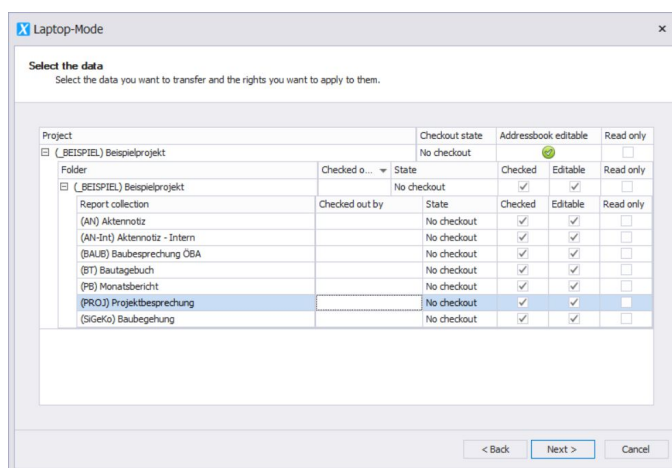 Laptop-Mode
Select the data
Select the data you want to transfer and the rights you want to apply to them.
Project Checkout state Addressbook editable Read only
(_BEISPIEL) Beispielprojekt No checkout
Folder Checked o... State Checked Editable Read only
(_BEISPIEL) Beispielprojekt No checkout
Report collection Checked out by State Checked Editable Read only
(AN) Aktennotiz No checkout
(AN-Int) Aktennotiz - Intern No checkout
(BAUB) Baubesprechung ÖBA No checkout
(BT) Bautagebuch No checkout
(PB) Monatsbericht No checkout
(PROJ) Projektbesprechung No checkout
(SiGeKo) Baubegehung No checkout
< Back Next > Cancel